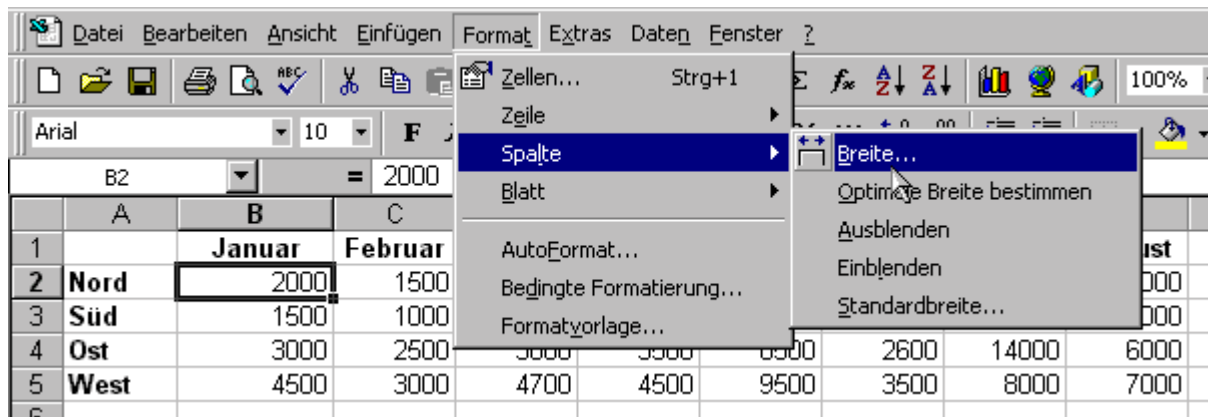 Datei Bearbeiten Ansicht Einfügen Format Extras Daten Fenster ?
ABC Σ fx A Z Z A 100%
Arial 10 F
B2 = 2000
Zellen... Strg+1
Zeile
Spalte
Blatt
AutoFormat...
Bedingte Formatierung...
Formatvorlage...
Breite...
Optimale Breite bestimmen
Ausblenden
Einblenden
Standardbreite...
A B C
1 Januar Februar
2 Nord 2000 1500
3 Süd 1500 1000
4 Ost 3000 2500 2600 14000 6000
5 West 4500 3000 4700 4500 9500 3500 8000 7000